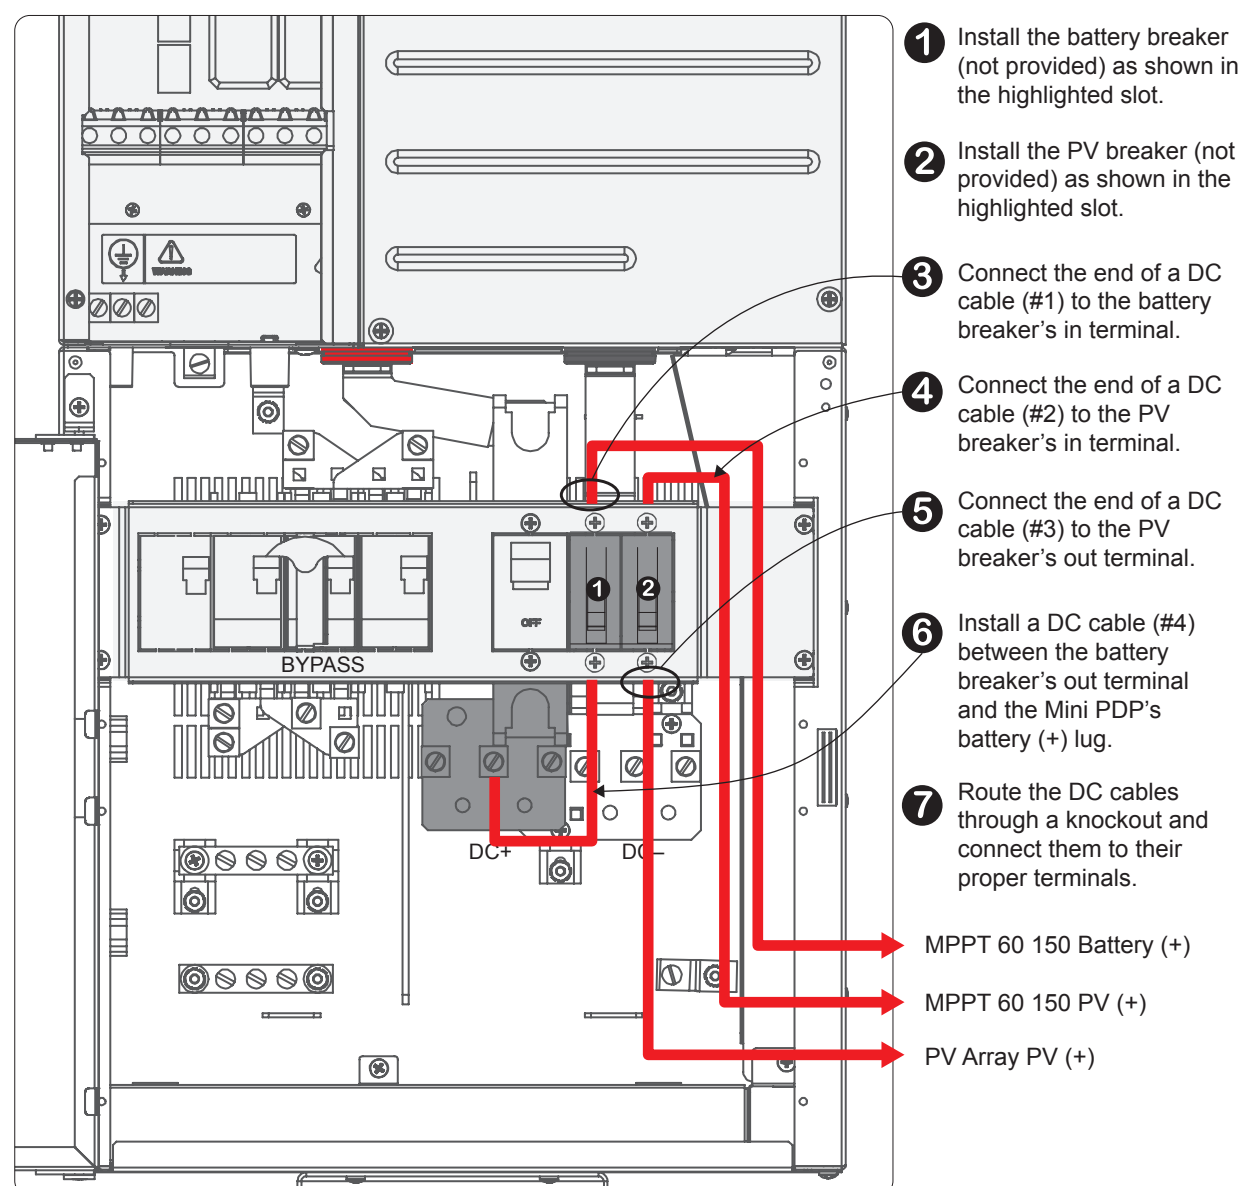 1 Install the battery breaker
(not provided) as shown in
the highlighted slot.
2 Install the PV breaker (not
provided) as shown in the
highlighted slot.
3 Connect the end of a DC
cable (#1) to the battery
breaker’s in terminal.
4 Connect the end of a DC
cable (#2) to the PV
breaker’s in terminal.
5 Connect the end of a DC
cable (#3) to the PV
breaker’s out terminal.
6 Install a DC cable (#4)
between the battery
breaker’s out terminal
and the Mini PDP’s
battery (+) lug.
7 Route the DC cables
through a knockout and
connect them to their
proper terminals.
MPPT 60 150 Battery (+)
MPPT 60 150 PV (+)
PV Array PV (+)
WARNING
1
2
OFF
BYPASS
DC+
DC–